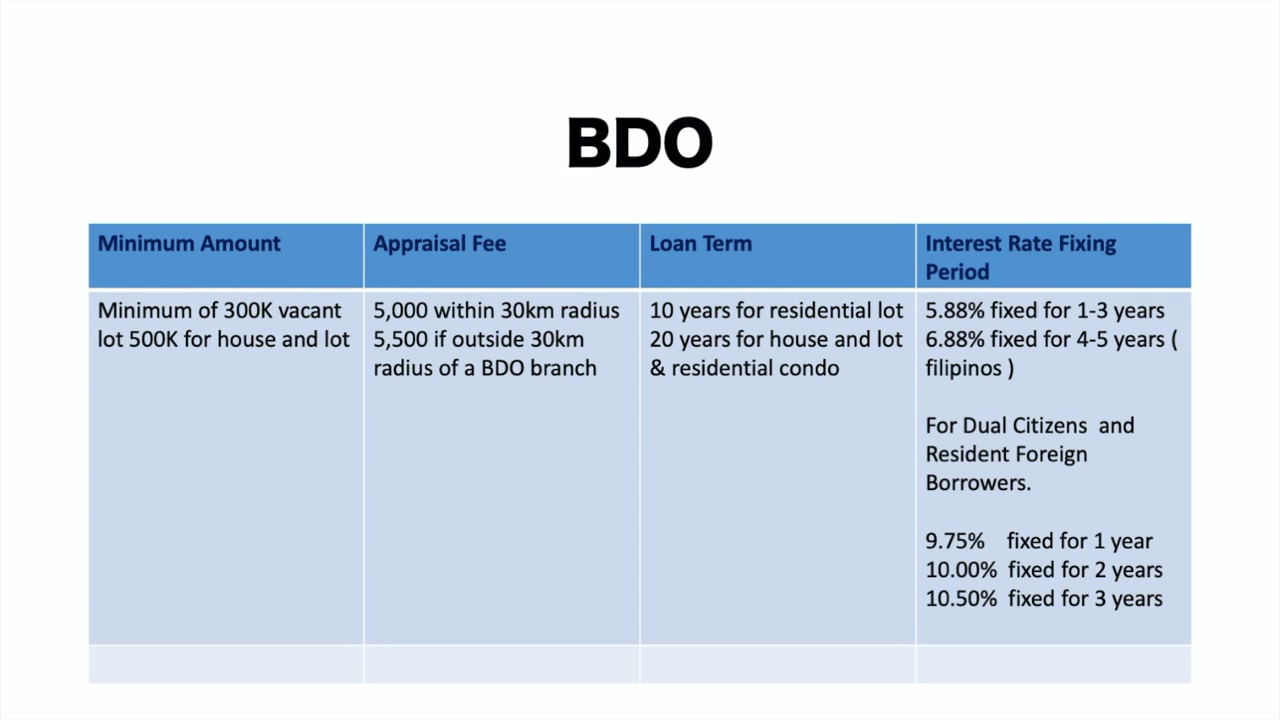 BDO
Minimum Amount
Appraisal Fee
Loan Term
Interest Rate Fixing
Period
Minimum of 300K vacant
lot 500K for house and lot
5,000 within 30km radius
5,500 if outside 30km
radius of a BDO branch
10 years for residential lot
20 years for house and lot
& residential condo
5.88% fixed for 1-3 years
6.88% fixed for 4-5 years (
filipinos )
For Dual Citizens and
Resident Foreign
Borrowers.
9.75% fixed for 1 year
10.00% fixed for 2 years
10.50% fixed for 3 years